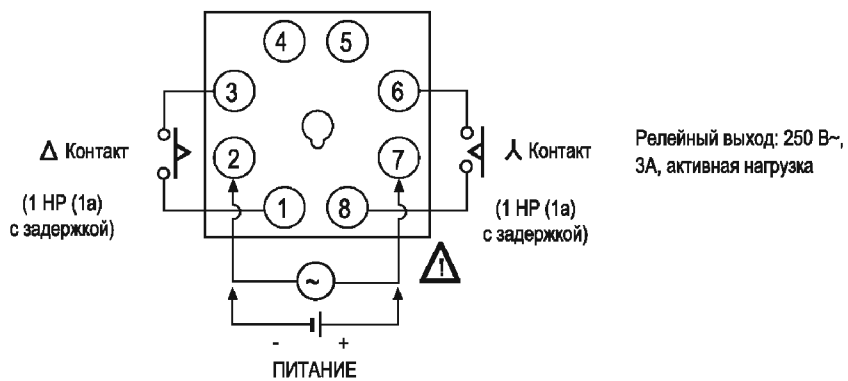 4 5
3 6
Δ Контакт
2 7
⅄ Контакт
Релейный выход: 250 В~,
3А, активная нагрузка
(1 НР (1а)
с задержкой)
1 8
(1 НР (1а)
с задержкой)
!
~
- +
ПИТАНИЕ